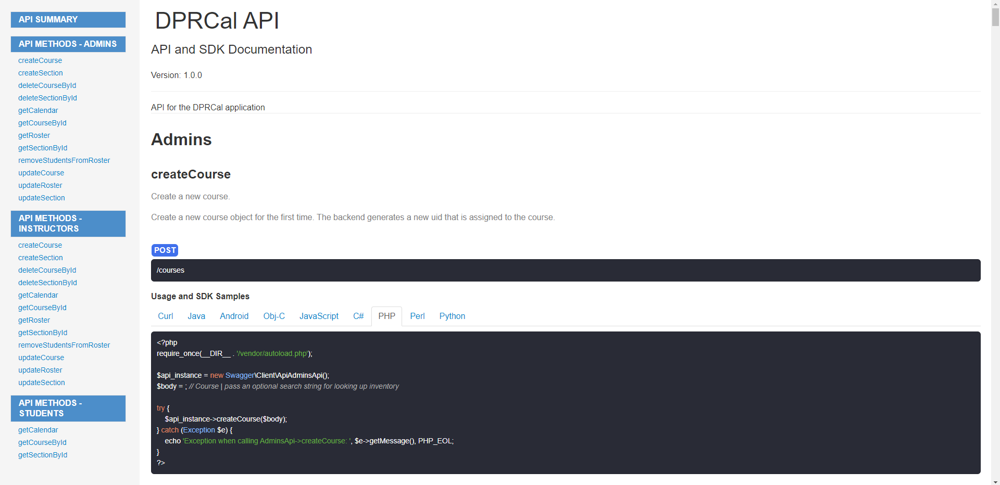 API SUMMARY
API METHODS - ADMINS
createCourse
createSection
deleteCourseById
deleteSectionById
getCalendar
getCourseById
getRoster
getSectionById
removeStudentsFromRoster
updateCourse
updateRoster
updateSection
API METHODS -
INSTRUCTORS
createCourse
createSection
deleteCourseById
deleteSectionById
getCalendar
getCourseById
getRoster
getSectionById
removeStudentsFromRoster
updateCourse
updateRoster
updateSection
API METHODS -
STUDENTS
getCalendar
getCourseById
getSectionById
DPRCal API
API and SDK Documentation
Version: 1.0.0
API for the DPRCal application
Admins
createCourse
Create a new course.
Create a new course object for the first time. The backend generates a new uid that is assigned to the course.
POST
/courses
Usage and SDK Samples
Curl Java Android Obj-C JavaScript C# PHP Perl Python
<?php
require_once(__DIR__ . '/vendor/autoload.php');
$api_instance = new Swagger\Client\ApiAdminsApi();
$body = ; // Course | pass an optional search string for looking up inventory
try {
    $api_instance->createCourse($body);
} catch (Exception $e) {
    echo 'Exception when calling AdminsApi->createCourse: ', $e->getMessage(), PHP_EOL;
}
?>